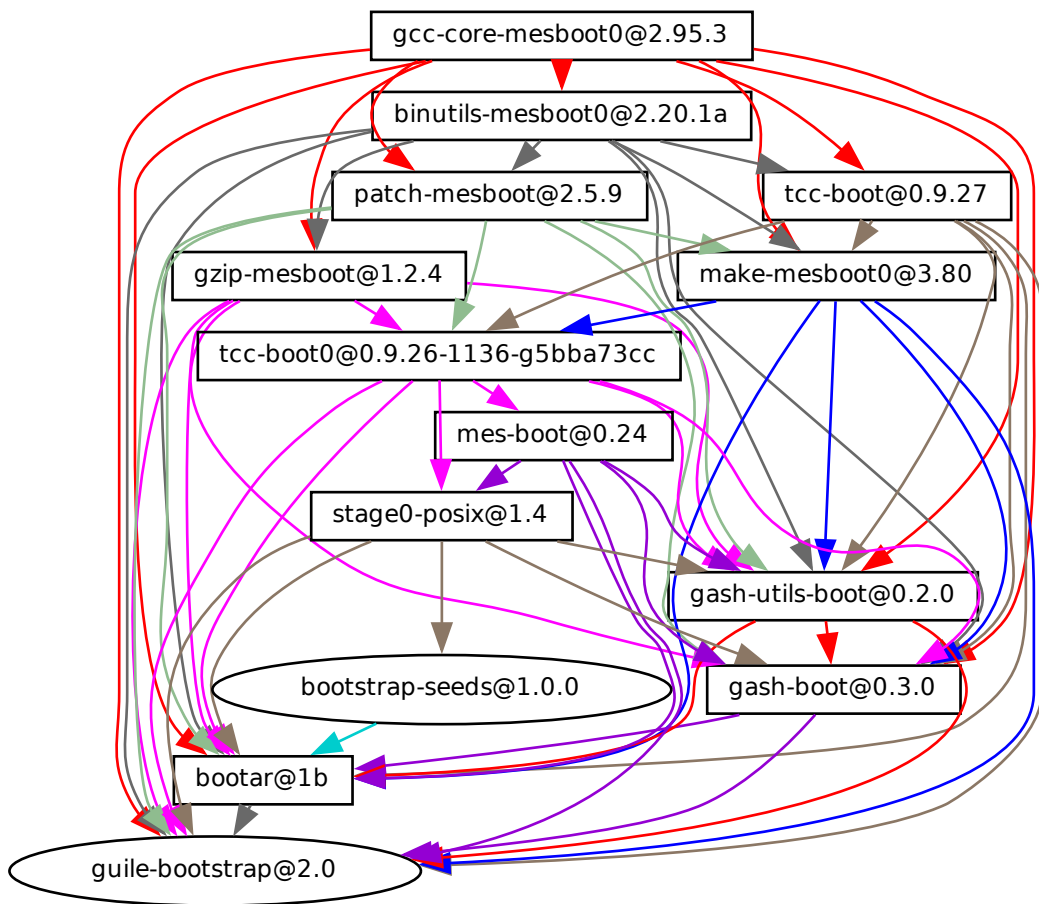 gcc-core-mesboot0@2.95.3
binutils-mesboot0@2.20.1a
patch-mesboot@2.5.9
tcc-boot@0.9.27
gzip-mesboot@1.2.4
make-mesboot0@3.80
tcc-boot0@0.9.26-1136-g5bba73cc
mes-boot@0.24
stage0-posix@1.4
gash-utils-boot@0.2.0
bootstrap-seeds@1.0.0
gash-boot@0.3.0
bootar@1b
guile-bootstrap@2.0